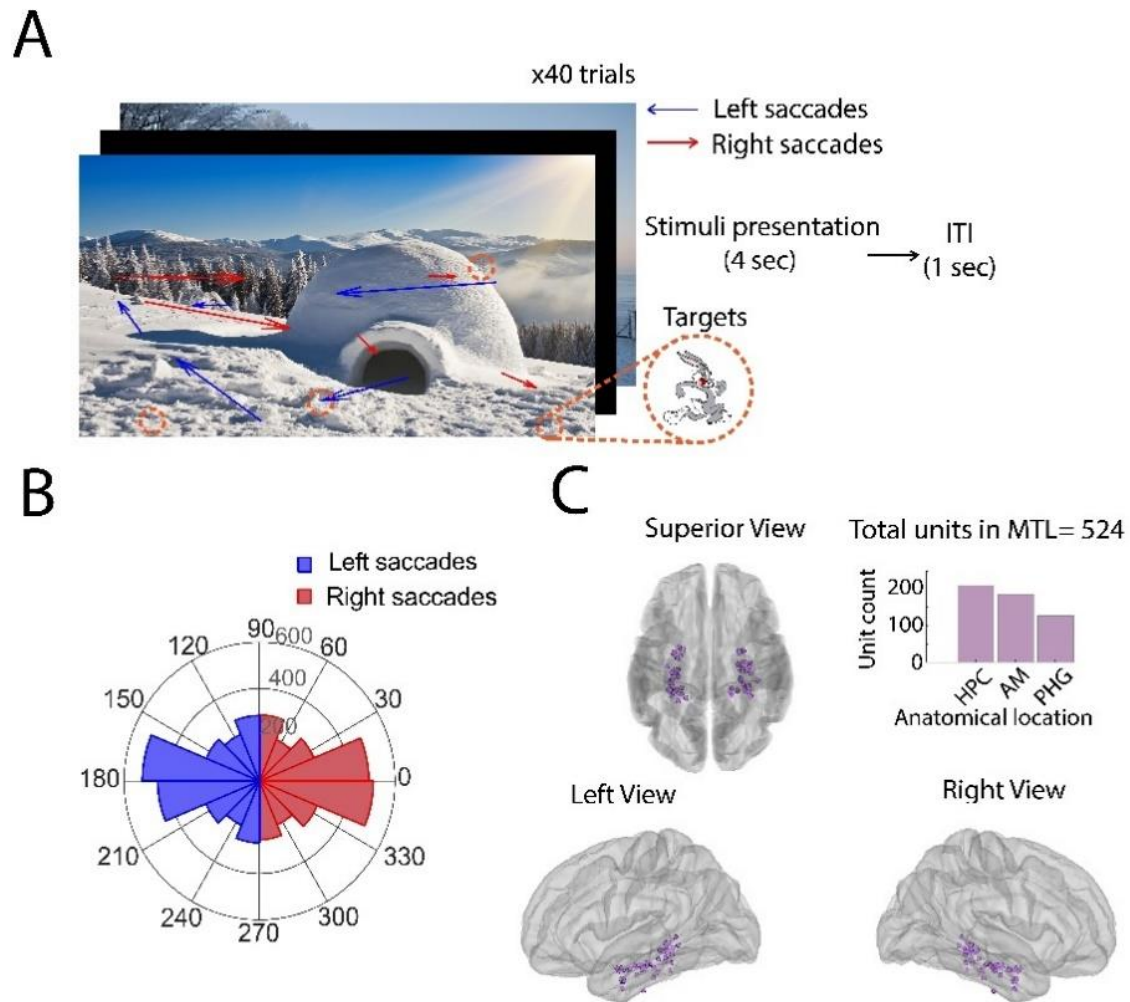 A
x40 trials
Left saccades
Right saccades
Stimuli presentation
(4 sec)
ITI
(1 sec)
Targets
B
Left saccades
Right saccades
90
600
120
60
400
150
30
200
180
0
210
330
240
300
270
C
Superior View
Total units in MTL= 524
Unit count
200
100
0
HPC
AM
PHG
Anatomical location
Left View
Right View